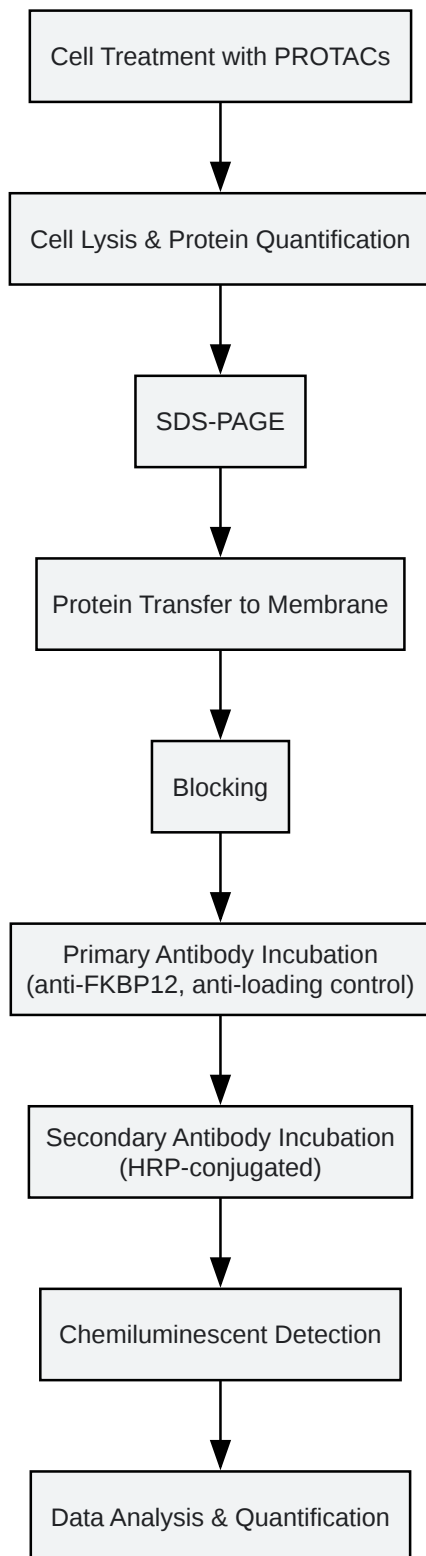 Cell Treatment with PROTACs
Cell Lysis & Protein Quantification
SDS-PAGE
Protein Transfer to Membrane
Blocking
Primary Antibody Incubation
(anti-FKBP12, anti-loading control)
Secondary Antibody Incubation
(HRP-conjugated)
Chemiluminescent Detection
Data Analysis & Quantification